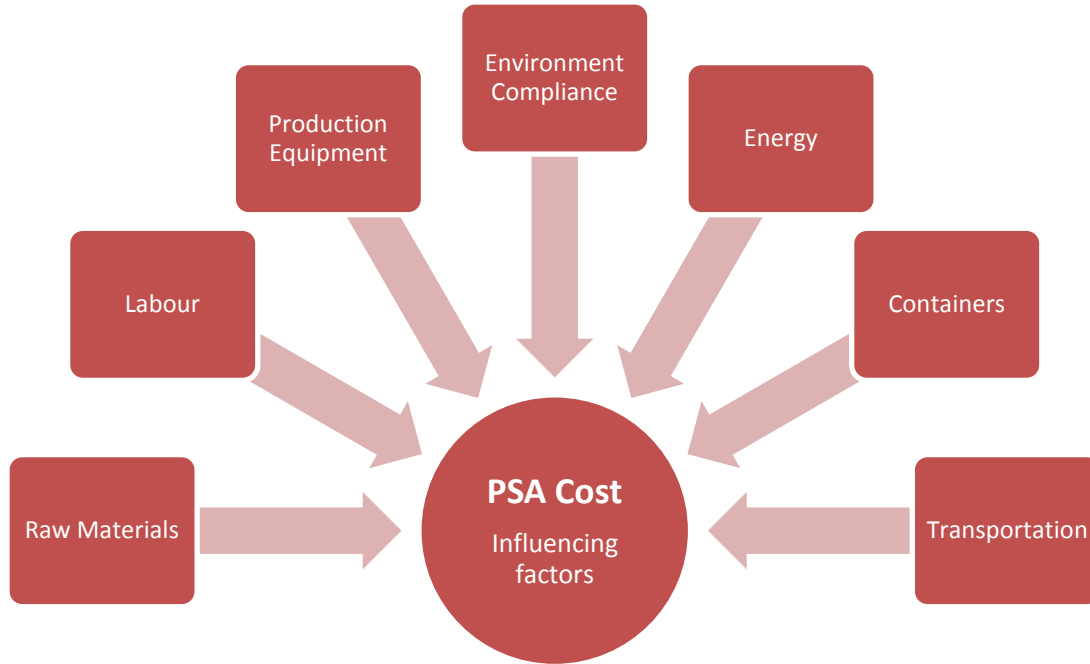 Environment
Compliance
Production
Equipment
Energy
Labour
Containers
Raw Materials
PSA Cost
Influencing
factors
Transportation